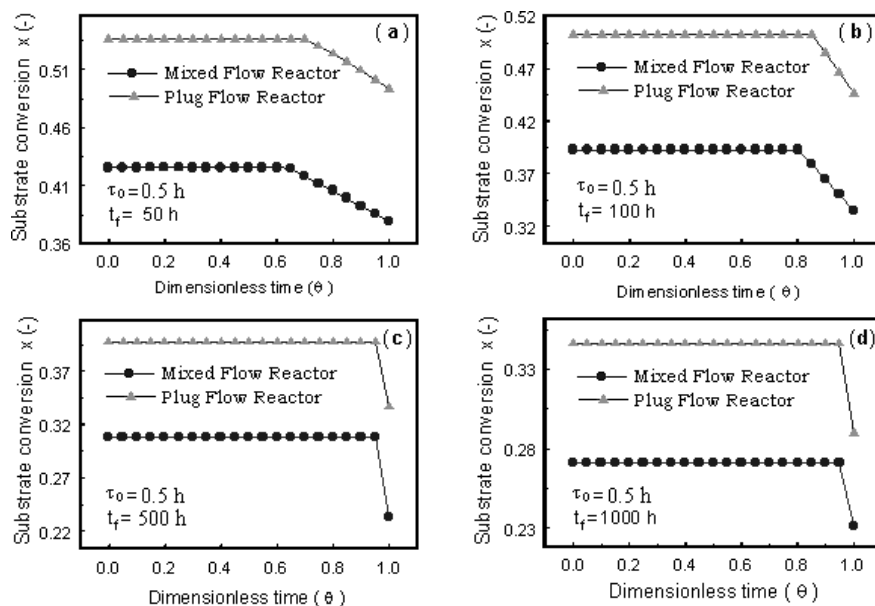 Substrate conversion x (-)
0.51
0.46
0.41
0.36
(a)
Mixed Flow Reactor
Plug Flow Reactor
τo = 0.5 h
tf = 50 h
0.0 0.2 0.4 0.6 0.8 1.0
Dimensionless time (θ)
Substrate conversion x (-)
0.52
0.47
0.42
0.37
0.32
(b)
Mixed Flow Reactor
Plug Flow Reactor
τo = 0.5 h
tf = 100 h
0.0 0.2 0.4 0.6 0.8 1.0
Dimensionless time (θ)
Substrate conversion x (-)
0.37
0.32
0.27
0.22
(c)
Mixed Flow Reactor
Plug Flow Reactor
τo = 0.5 h
tf = 500 h
0.0 0.2 0.4 0.6 0.8 1.0
Dimensionless time (θ)
Substrate conversion x (-)
0.33
0.28
0.23
(d)
Mixed Flow Reactor
Plug Flow Reactor
τo = 0.5 h
tf = 1000 h
0.0 0.2 0.4 0.6 0.8 1.0
Dimensionless time (θ)